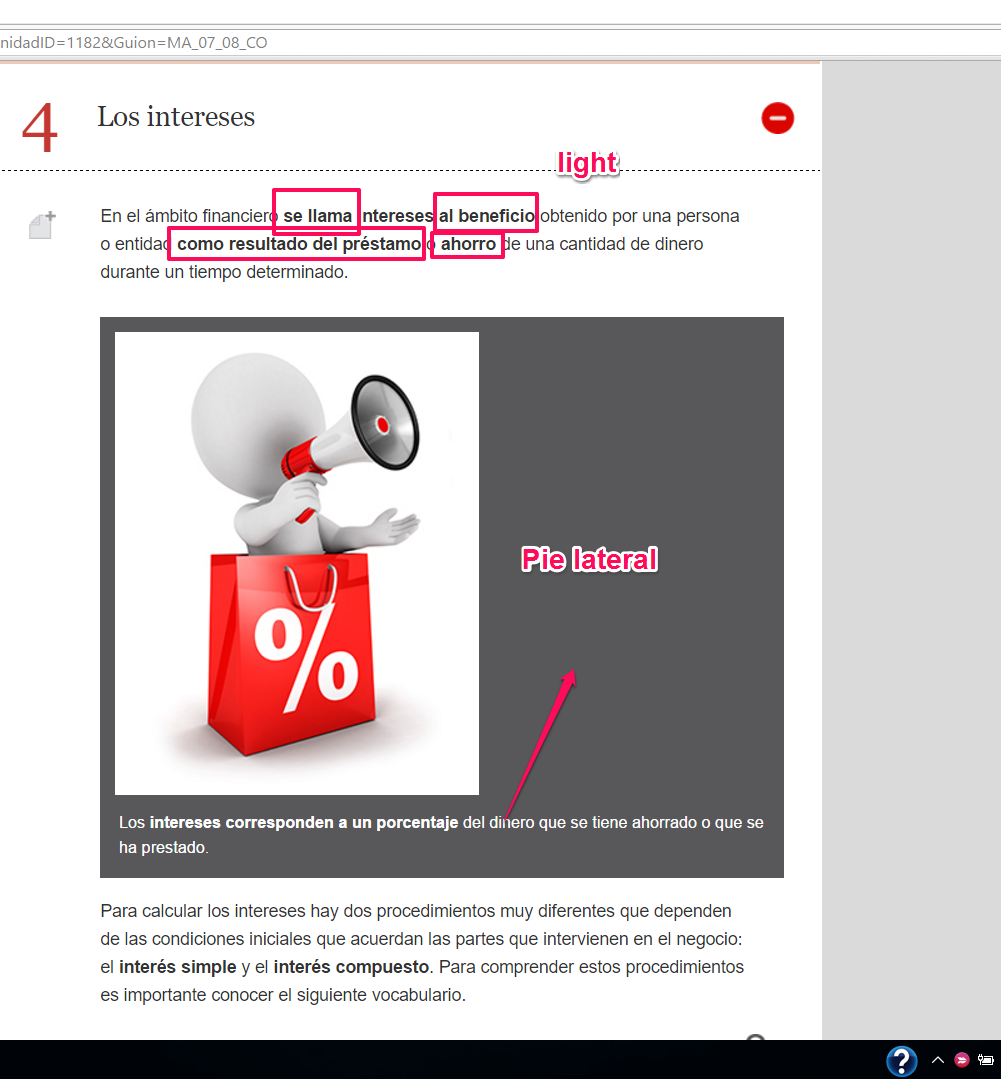 nidadID=1182&Guion=MA_07_08_CO
4 Los intereses
light
En el ámbito financiero se llama intereses al beneficio obtenido por una persona
o entidad como resultado del préstamo o ahorro de una cantidad de dinero
durante un tiempo determinado.
%
Pie lateral
Los intereses corresponden a un porcentaje del dinero que se tiene ahorrado o que se
ha prestado.
Para calcular los intereses hay dos procedimientos muy diferentes que dependen
de las condiciones iniciales que acuerdan las partes que intervienen en el negocio:
el interés simple y el interés compuesto. Para comprender estos procedimientos
es importante conocer el siguiente vocabulario.
?